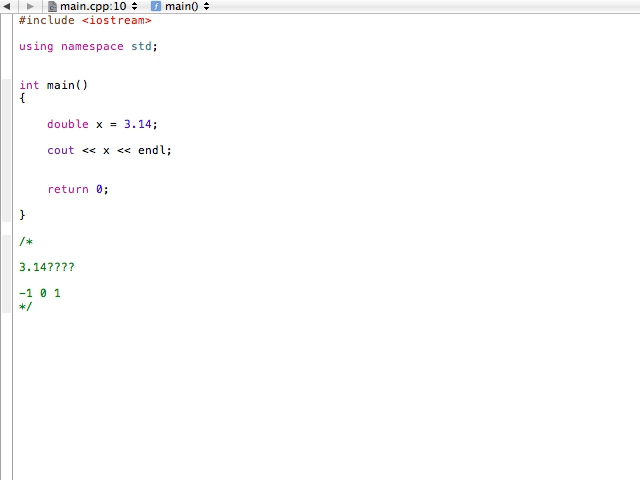 main.cpp:10 main()
#include <iostream>
using namespace std;
int main()
{
double x = 3.14;
cout << x << endl;
return 0;
}
/*
3.14????
-1 0 1
*/